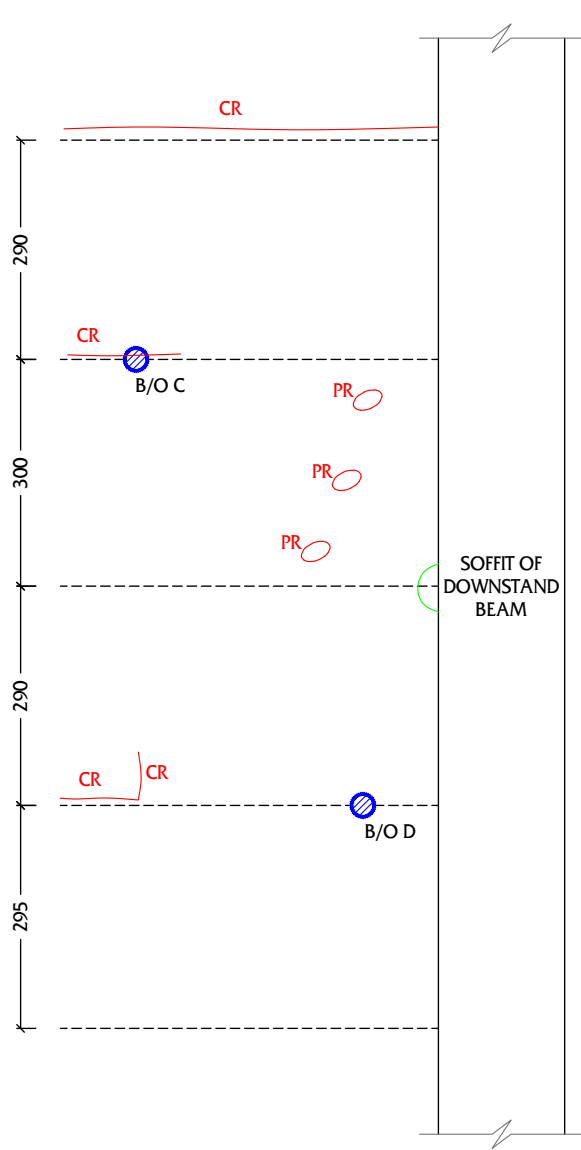 CR
290
CR
B/O C
PR
300
PR
PR
SOFFIT OF
DOWNSTAND
BEAM
290
CR
CR
B/O D
295